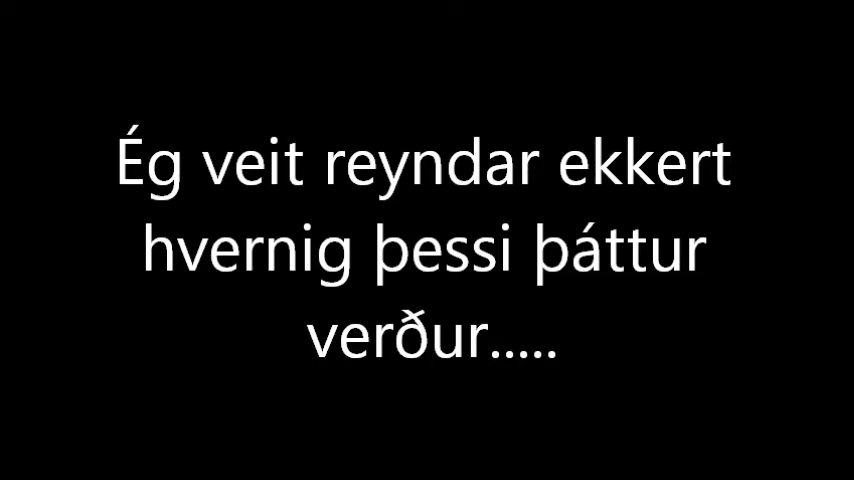 Ég veit reyndar ekkert
hvernig þessi þáttur
verður.....